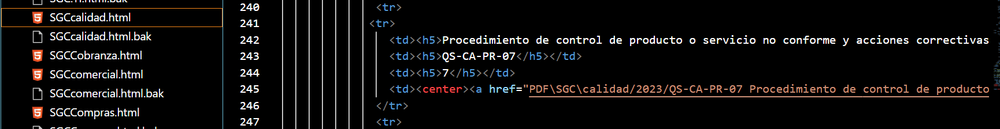 SGCcalidad.html
SGCcalidad.html.bak
SGCCobranza.html
SGCcomercial.html
SGCcomercial.html.bak
SGCCompras.html
240 <tr>
241 <tr>
242 <td><h5>Procedimiento de control de producto o servicio no conforme y acciones correctivas
243 <td><h5>QS-CA-PR-07</h5></td>
244 <td><h5>7</h5></td>
245 <td><center><a href="PDF\SGC\calidad/2023/QS-CA-PR-07 Procedimiento de control de producto
246 </tr>
247 <tr>